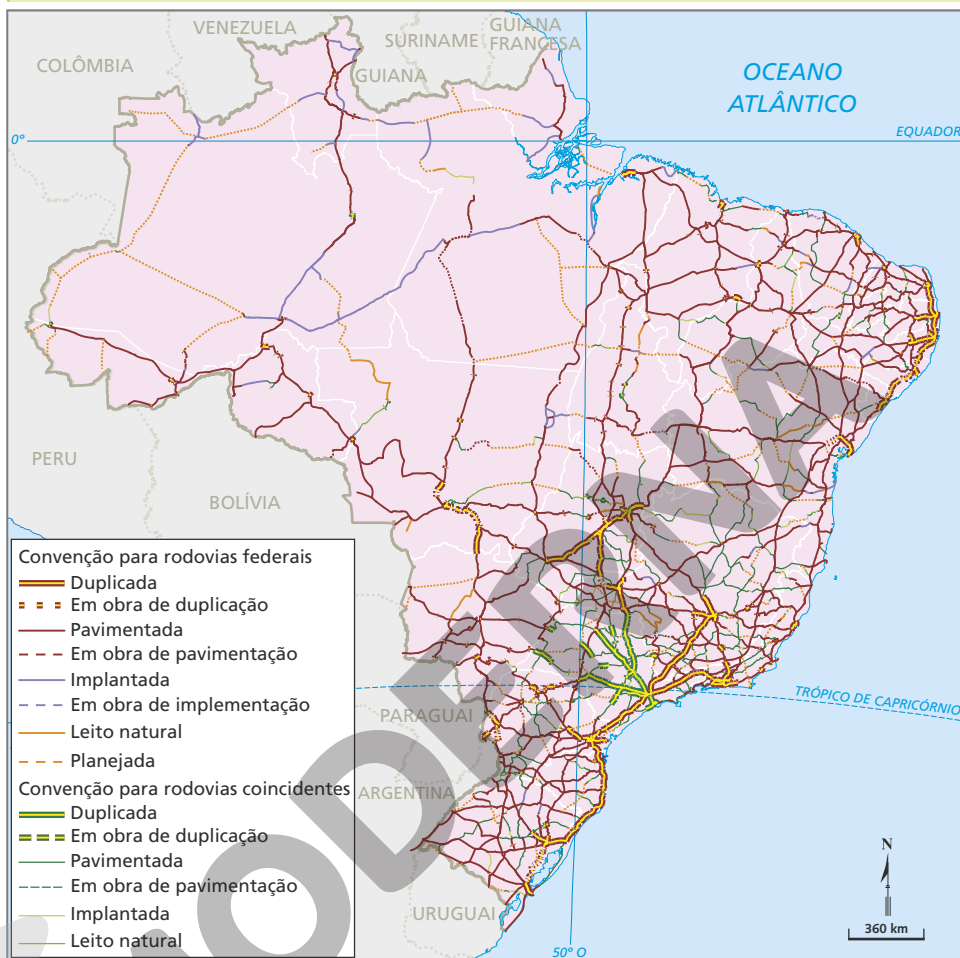 VENEZUELA
SURINAME
GUIANA
FRANCESA
COLÔMBIA
GUIANA
OCEANO
ATLÂNTICO
0º
EQUADOR
PERU
BOLÍVIA
Convenção para rodovias federais
Duplicada
Em obra de duplicação
Pavimentada
Em obra de pavimentação
Implantada
Em obra de implementação
Leito natural
Planejada
Convenção para rodovias coincidentes
Duplicada
Em obra de duplicação
Pavimentada
Em obra de pavimentação
Implantada
Leito natural
TRÓPICO DE CAPRICÓRNIO
PARAGUAI
ARGENTINA
URUGUAI
50º O
N
360 km
MODERNA